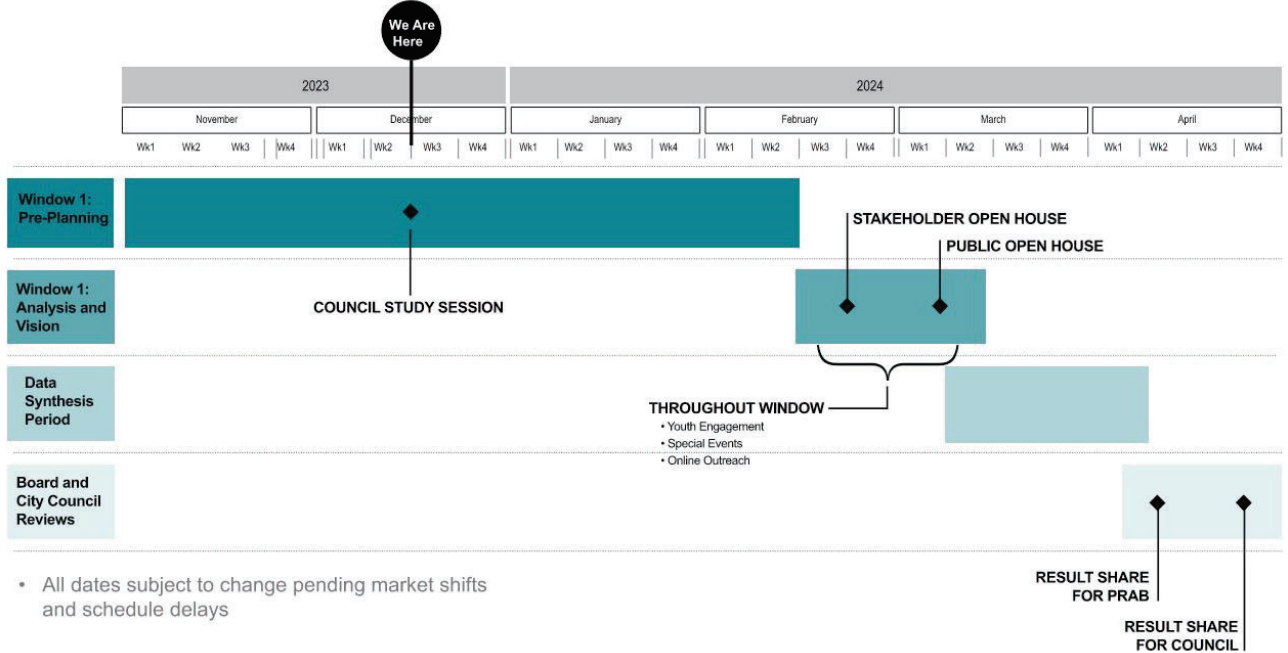 We Are
Here
2023
2024
November
December
January
February
March
April
Wk1 Wk2 Wk3 Wk4 Wk1 Wk2 Wk3 Wk4 Wk1 Wk2 Wk3 Wk4 Wk1 Wk2 Wk3 Wk4 Wk1 Wk2 Wk3 Wk4 Wk1 Wk2 Wk3 Wk4
Window 1:
Pre-Planning
STAKEHOLDER OPEN HOUSE
PUBLIC OPEN HOUSE
Window 1:
Analysis and
Vision
COUNCIL STUDY SESSION
Data
Synthesis
Period
THROUGHOUT WINDOW
• Youth Engagement
• Special Events
• Online Outreach
Board and
City Council
Reviews
• All dates subject to change pending market shifts
and schedule delays
RESULT SHARE
FOR PRAB
RESULT SHARE
FOR COUNCIL